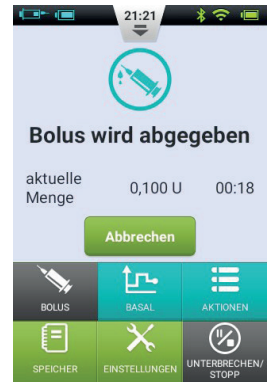 21:21
Bolus wird abgegeben
aktuelle
Menge
0,100 U 00:18
Abbrechen
BOLUS BASAL AKTIONEN
SPEICHER EINSTELLUNGEN UNTERBRECHEN/
STOPP